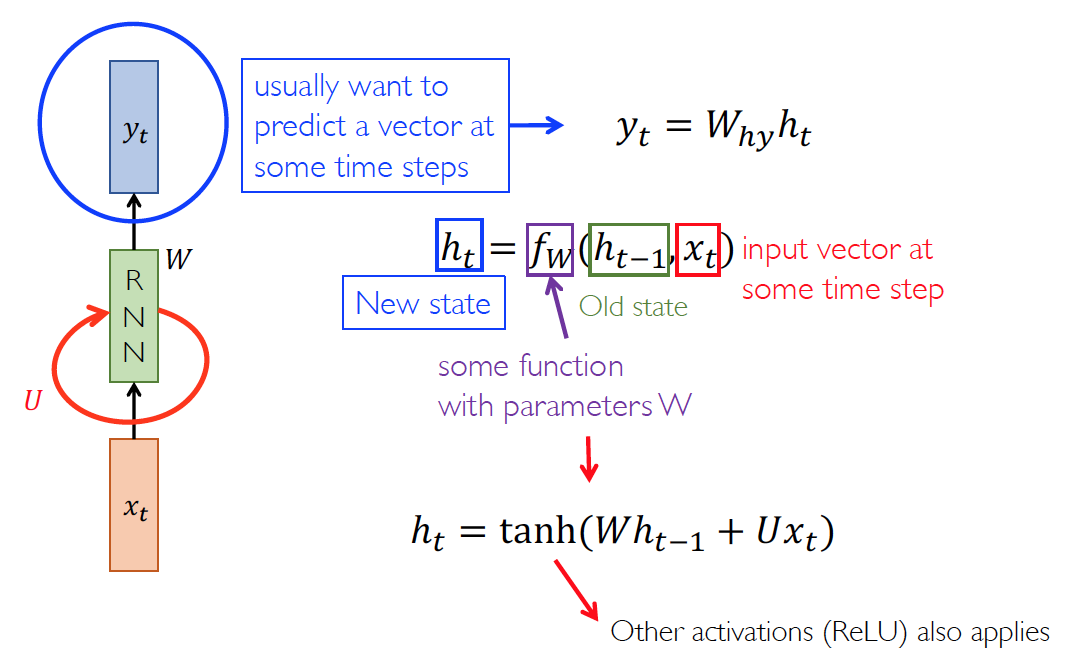 y_t
usually want to
predict a vector at
some time steps
y_t = W_{hy}h_t
W
R
N
N
U
x_t
h_t = f_W(h_{t-1}, x_t)
input vector at
some time step
New state
Old state
some function
with parameters W
h_t = tanh(Wh_{t-1} + Ux_t)
Other activations (ReLU) also applies